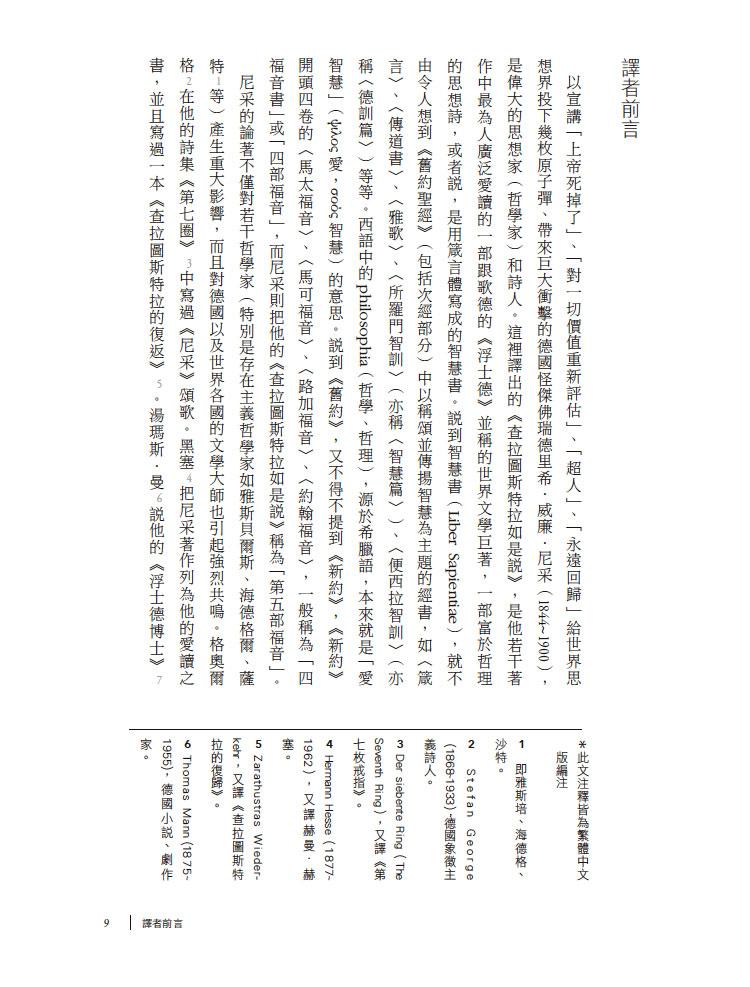 譯者前言
以宣講「上帝死掉了」、「對一切價值重新評估」、「超人」、「永遠回歸」給世界思
想界投下幾枚原子彈、帶來巨大衝擊的德國怪傑佛瑞德里希．威廉．尼采（1844~1900），
是偉大的思想家（哲學家）和詩人。這裡譯出的《查拉圖斯特拉如是說》，是他若干著
作中最為人廣泛愛讀的一部跟歌德的《浮士德》並稱的世界文學巨著，一部富於哲理
的思想詩，或者說，是用箴言體寫成的智慧書。說到智慧書（Liber Sapientiae），就不
由令人想到《舊約聖經》（包括次經部分）中以稱頌並傳揚智慧為主題的經書，如〈箴
言〉、〈傳道書〉、〈雅歌〉、〈所羅門智訓〉（亦稱〈智慧篇〉）、〈便西拉智訓〉（亦
稱〈德訓篇〉）等等。西語中的 philosophia（哲學、哲理），源於希臘語，本來就是「愛
智慧」（ψιλος 愛，σοός 智慧）的意思。說到《舊約》，又不得不提到《新約》，《新約》
開頭四卷的〈馬太福音〉、〈馬可福音〉、〈路加福音〉、〈約翰福音〉，一般稱為「四
福音書」或「四部福音」，而尼采則把他的《查拉圖斯特拉如是說》稱為「第五部福音」。
尼采的論著不僅對若干哲學家（特別是存在主義哲學家如雅斯貝爾斯、海德格爾、薩
特1等）產生重大影響，而且對德國以及世界各國的文學大師也引起強烈共鳴。格奧爾
格2在他的詩集《第七圈》3中寫過《尼采》頌歌。黑塞4把尼采著作列為他的愛讀之
書，並且寫過一本《查拉圖斯特拉的復返》5。湯瑪斯．曼6說他的《浮士德博士》7
*此文注釋皆為繁體中文
版編注
1 即雅斯培、海德格、
沙特。
2 Stefan George
(1868-1933)，德國象徵主
義詩人。
3 Der siebente Ring（The
Seventh Ring），又譯《第
七枚戒指》。
4 Hermann Hesse（1877-
1962），又譯赫曼．赫
塞。
5 Zarathustras Wieder-
kehr，又譯《查拉圖斯特
拉的復歸》。
6 Thomas Mann (1875-
1955)，德國小說、劇作
家。
9 譯者前言